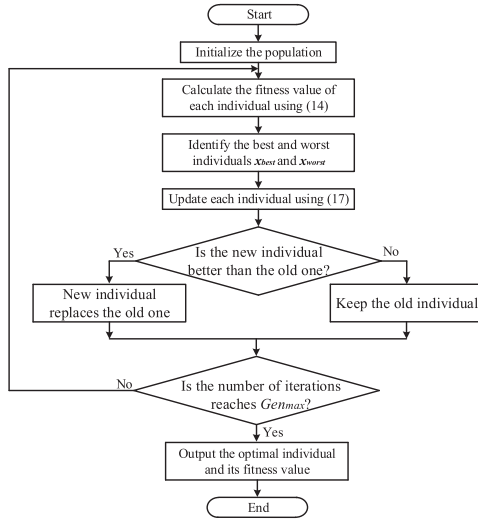 Start
Initialize the population
Calculate the fitness value of
each individual using (14)
Identify the best and worst
individuals xbest and xworst
Update each individual using (17)
Is the new individual
better than the old one?
Yes
No
New individual
replaces the old one
Keep the old individual
Is the number of iterations
reaches Genmax?
No
Yes
Output the optimal individual
and its fitness value
End